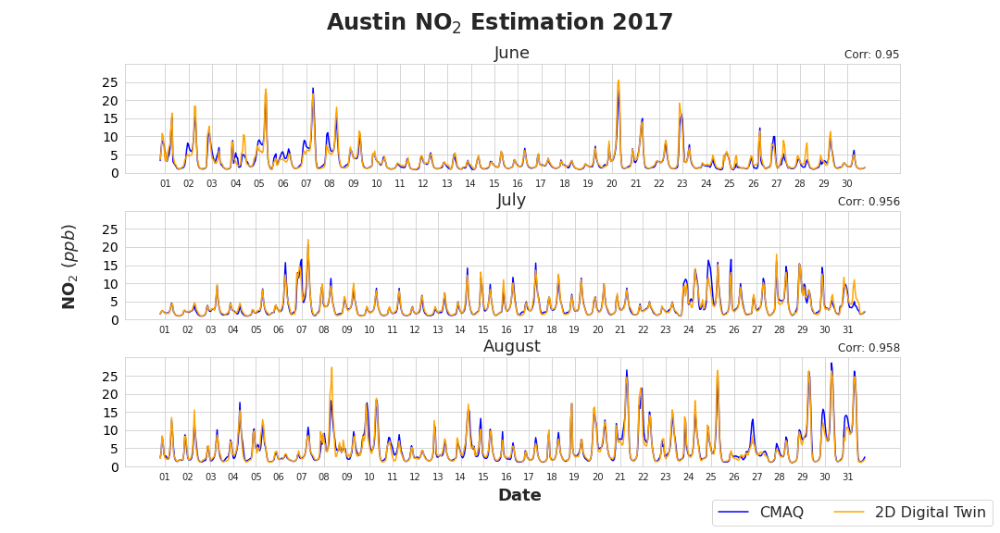 Austin NO₂ Estimation 2017
June
Corr: 0.95
25
20
15
10
5
0
01 02 03 04 05 06 07 08 09 10 11 12 13 14 15 16 17 18 19 20 21 22 23 24 25 26 27 28 29 30
July
Corr: 0.956
25
20
15
10
5
0
01 02 03 04 05 06 07 08 09 10 11 12 13 14 15 16 17 18 19 20 21 22 23 24 25 26 27 28 29 30 31
NO₂ (ppb)
August
Corr: 0.958
25
20
15
10
5
0
01 02 03 04 05 06 07 08 09 10 11 12 13 14 15 16 17 18 19 20 21 22 23 24 25 26 27 28 29 30 31
Date
CMAQ 2D Digital Twin